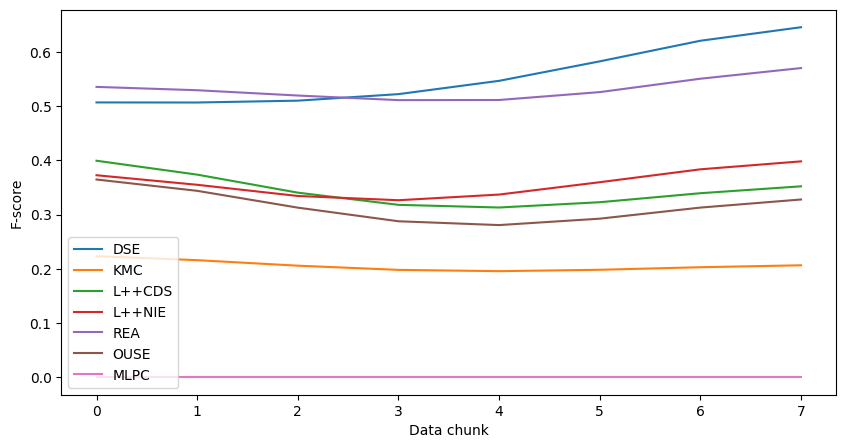 0.6
0.5
0.4
0.3
0.2
0.1
0.0
F-score
DSE
KMC
L++CDS
L++NIE
REA
OUSE
MLPC
0 1 2 3 4 5 6 7
Data chunk